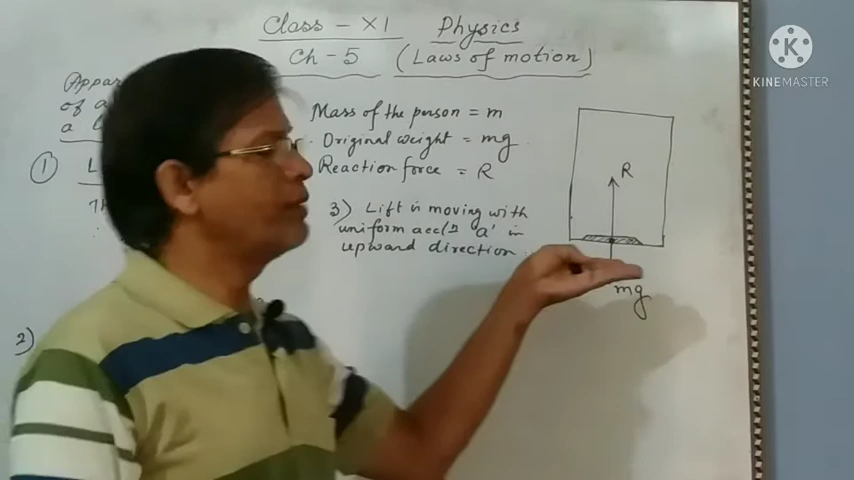 Class - XI Physics
Ch-5 (Laws of motion)
of a
a
Mass of the person = m
Original weight = mg.
Reaction force = R
1
3) Lift is moving with
uniform accl^n 'a' in
upward direction.
R
mg
2)
KINEMASTER